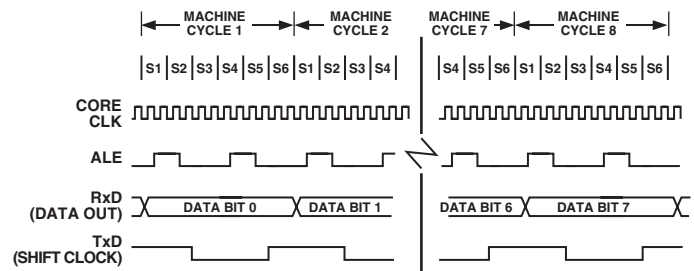 MACHINE CYCLE 1
MACHINE CYCLE 2
MACHINE CYCLE 7
MACHINE CYCLE 8
S1 S2 S3 S4 S5 S6 S1 S2 S3 S4
S4 S5 S6 S1 S2 S3 S4 S5 S6
CORE CLK
ALE
RxD (DATA OUT)
DATA BIT 0
DATA BIT 1
DATA BIT 6
DATA BIT 7
TxD (SHIFT CLOCK)